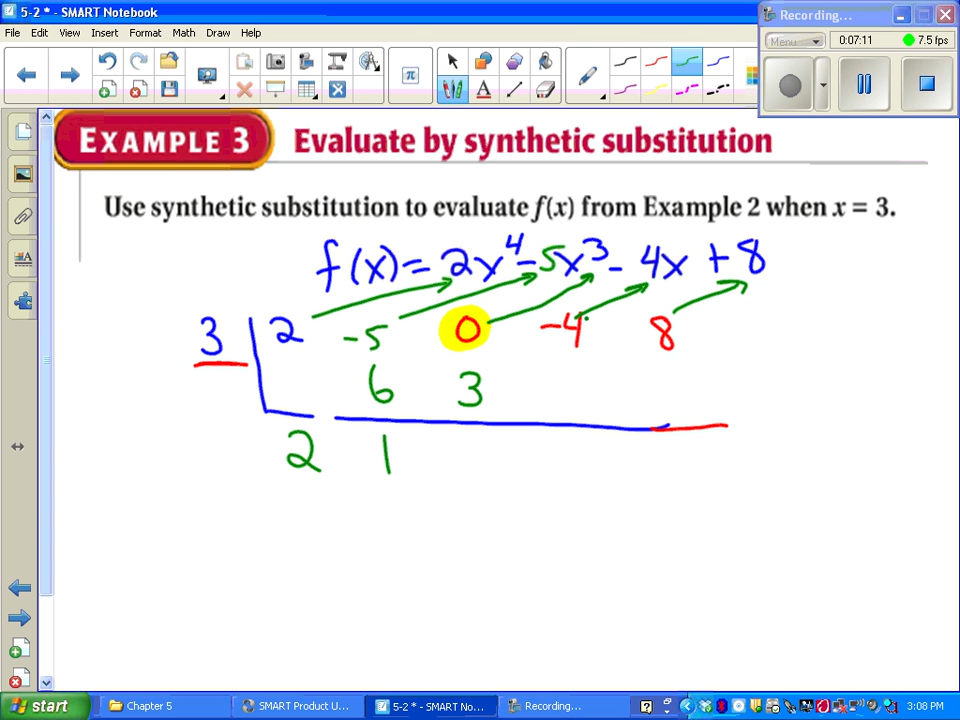 5-2 * - SMART Notebook
Recording...
File Edit View Insert Format Math Draw Help
Menu 0:07:11 7.5 fps
EXAMPLE 3 Evaluate by synthetic substitution
Use synthetic substitution to evaluate f(x) from Example 2 when x = 3.
f(x) = 2x⁴ - 5x³ - 4x + 8
3 2 -5 0 -4 8
6 3
2 1
start Chapter 5 SMART Product U... 5-2 * - SMART No... Recording... 3:08 PM